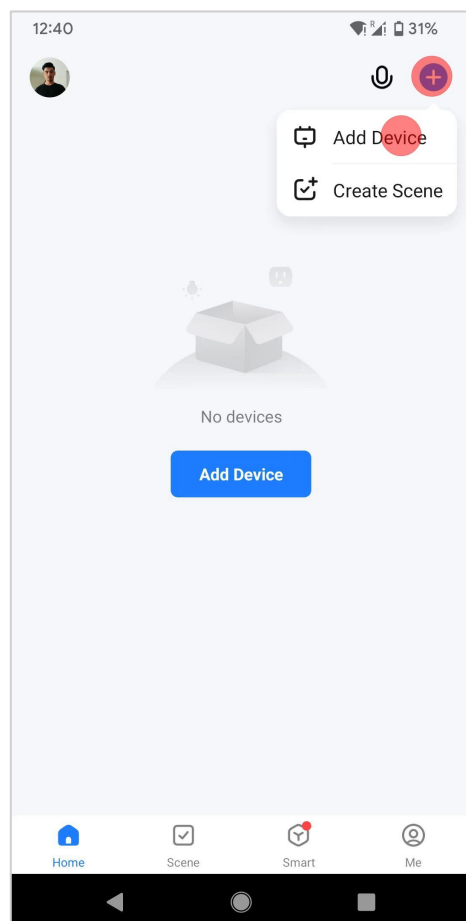 12:40
R
31%
Add Device
Create Scene
No devices
Add Device
Home
Scene
Smart
Me